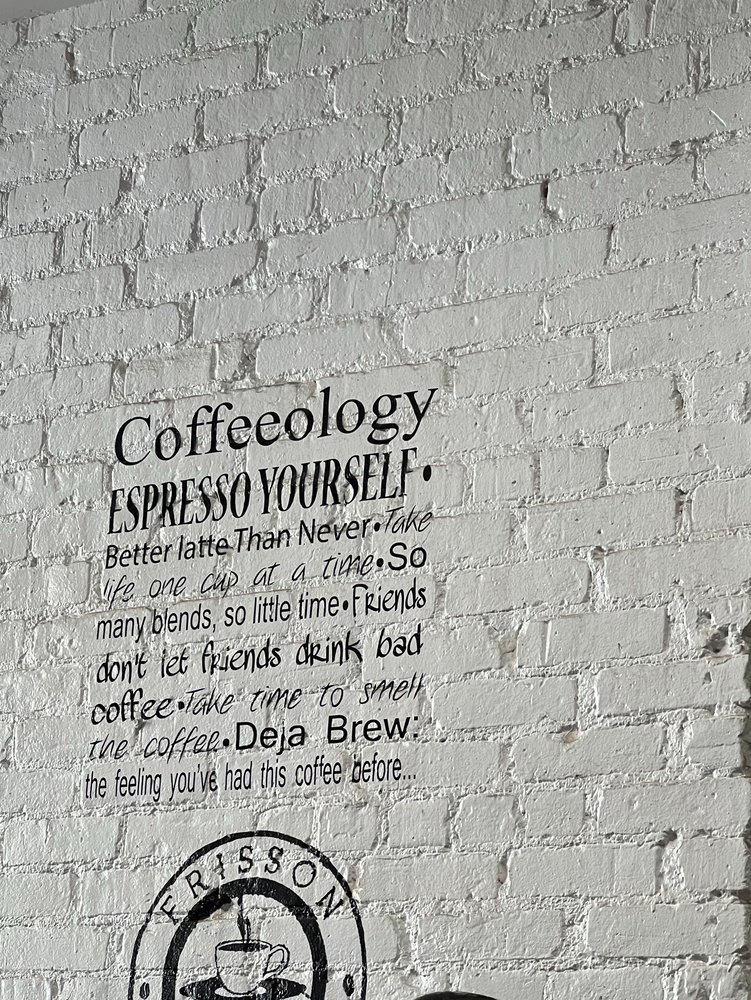 Coffeeology
ESPRESSO YOURSELF •
Better latte Than Never • Take
life one cup at a time • So
many blends, so little time • Friends
don't let friends drink bad
coffee • Take time to smell
the coffee • Deja Brew:
the feeling you've had this coffee before...
FRISSON